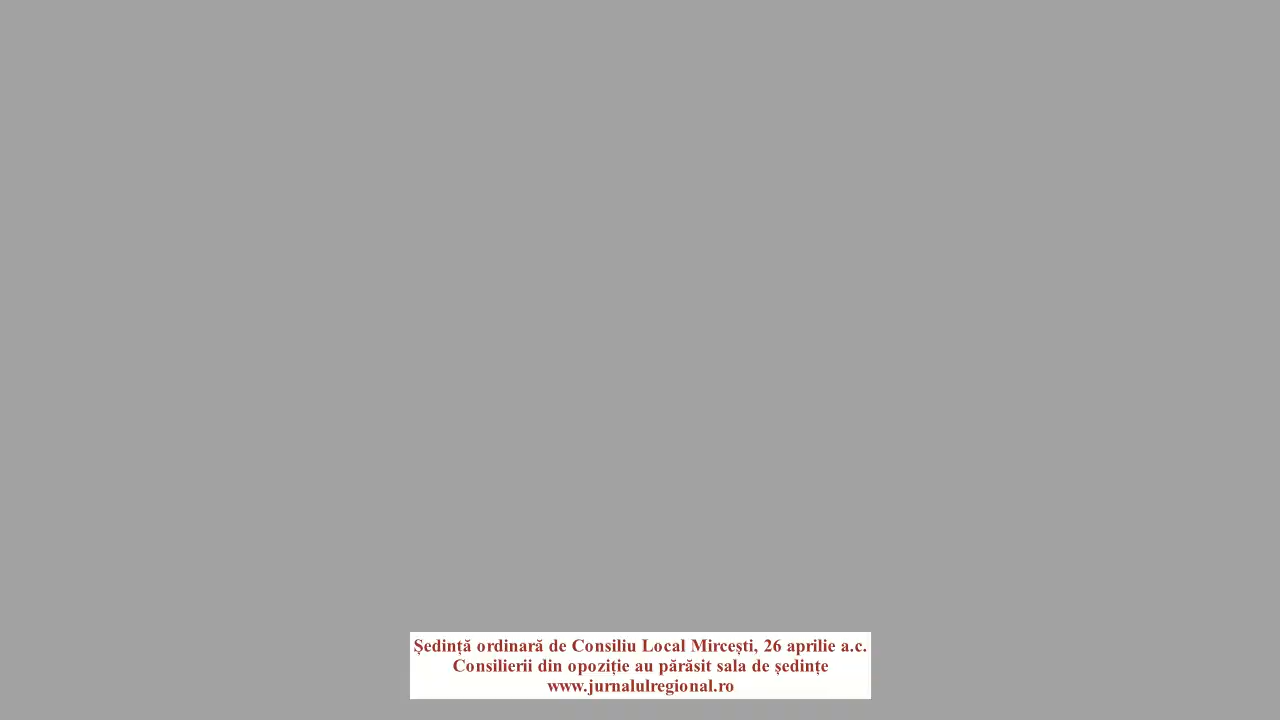 Ședință ordinară de Consiliu Local Mircești, 26 aprilie a.c.
Consilierii din opoziție au părăsit sala de ședințe
www.jurnalulregional.ro